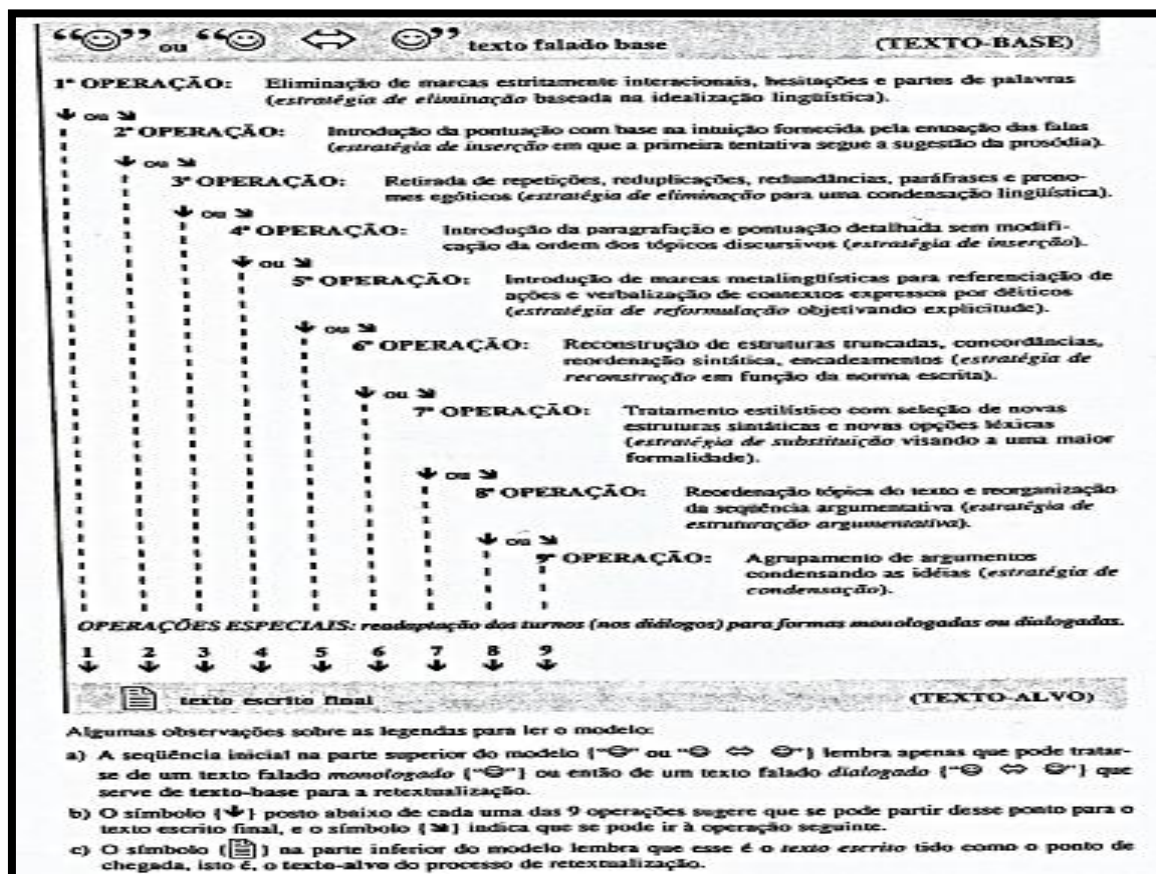 “☺” ou “☺ ⇔ ☺” texto falado base (TEXTO-BASE)
1ª OPERAÇÃO: Eliminação de marcas estritamente interacionais, hesitações e partes de palavras
(estratégia de eliminação baseada na idealização lingüística).
↓ ou ↘
2ª OPERAÇÃO: Introdução da pontuação com base na intuição fornecida pela entoação das falas
(estratégia de inserção em que a primeira tentativa segue a sugestão da prosódia).
↓ ou ↘
3ª OPERAÇÃO: Retirada de repetições, reduplicações, redundâncias, paráfrases e prono-
mes egóticos (estratégia de eliminação para uma condensação lingüística).
↓ ou ↘
4ª OPERAÇÃO: Introdução da paragrafação e pontuação detalhada sem modifi-
cação da ordem dos tópicos discursivos (estratégia de inserção).
↓ ou ↘
5ª OPERAÇÃO: Introdução de marcas metalingüísticas para referenciação de
ações e verbalização de contextos expressos por dêiticos
(estratégia de reformulação objetivando explicitude).
↓ ou ↘
6ª OPERAÇÃO: Reconstrução de estruturas truncadas, concordâncias,
reordenação sintática, encadeamentos (estratégia de
reconstrução em função da norma escrita).
↓ ou ↘
7ª OPERAÇÃO: Tratamento estilístico com seleção de novas
estruturas sintáticas e novas opções léxicas
(estratégia de substituição visando a uma maior
formalidade).
↓ ou ↘
8ª OPERAÇÃO: Reordenação tópica do texto e reorganização
da seqüência argumentativa (estratégia de
estruturação argumentativa).
↓ ou ↘
9ª OPERAÇÃO: Agrupamento de argumentos
condensando as idéias (estratégia de
condensação).
OPERAÇÕES ESPECIAIS: readaptação dos turnos (nos diálogos) para formas monologadas ou dialogadas.
1 2 3 4 5 6 7 8 9
texto escrito final (TEXTO-ALVO)
Algumas observações sobre as legendas para ler o modelo:
a) A seqüência inicial na parte superior do modelo {“☺” ou “☺ ⇔ ☺”} lembra apenas que pode tratar-
se de um texto falado monologado {“☺”} ou então de um texto falado dialogado {“☺ ⇔ ☺”} que
serve de texto-base para a retextualização.
b) O símbolo {↓} posto abaixo de cada uma das 9 operações sugere que se pode partir desse ponto para o
texto escrito final, e o símbolo {↘} indica que se pode ir à operação seguinte.
c) O símbolo {🗎} na parte inferior do modelo lembra que esse é o texto escrito tido como o ponto de
chegada, isto é, o texto-alvo do processo de retextualização.